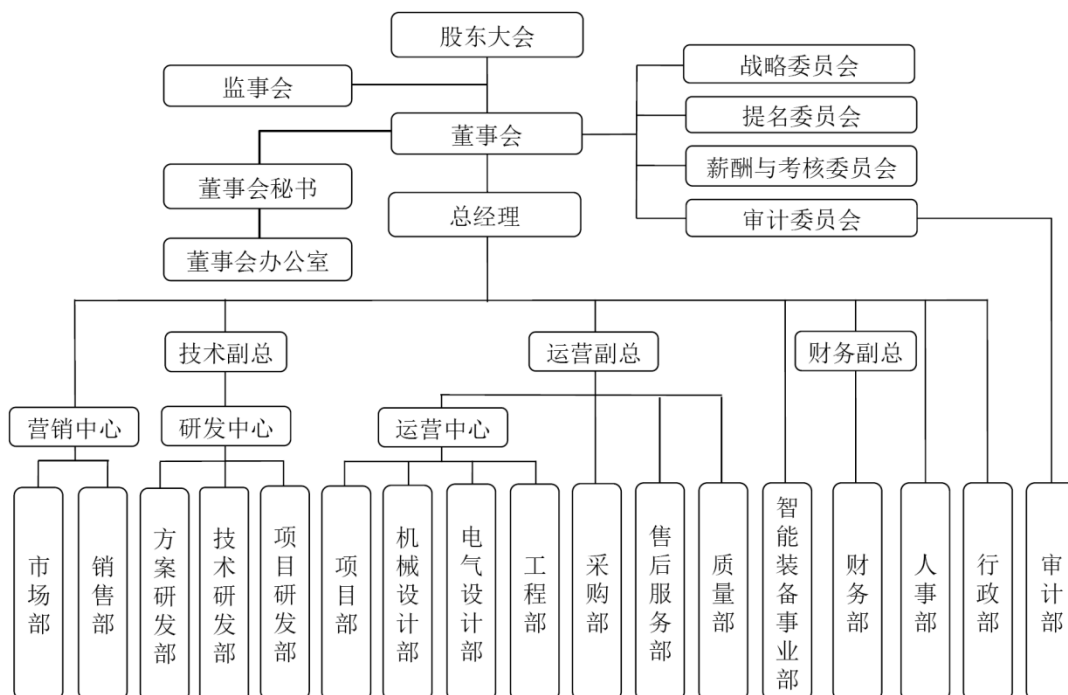 股东大会
监事会
战略委员会
提名委员会
董事会
薪酬与考核委员会
董事会秘书
总经理
审计委员会
董事会办公室
技术副总
运营副总
财务副总
营销中心
研发中心
运营中心
市场部
销售部
方案研发部
技术研发部
项目研发部
项目部
机械设计部
电气设计部
工程部
采购部
售后服务部
质量部
智能装备事业部
财务部
人事部
行政部
审计部